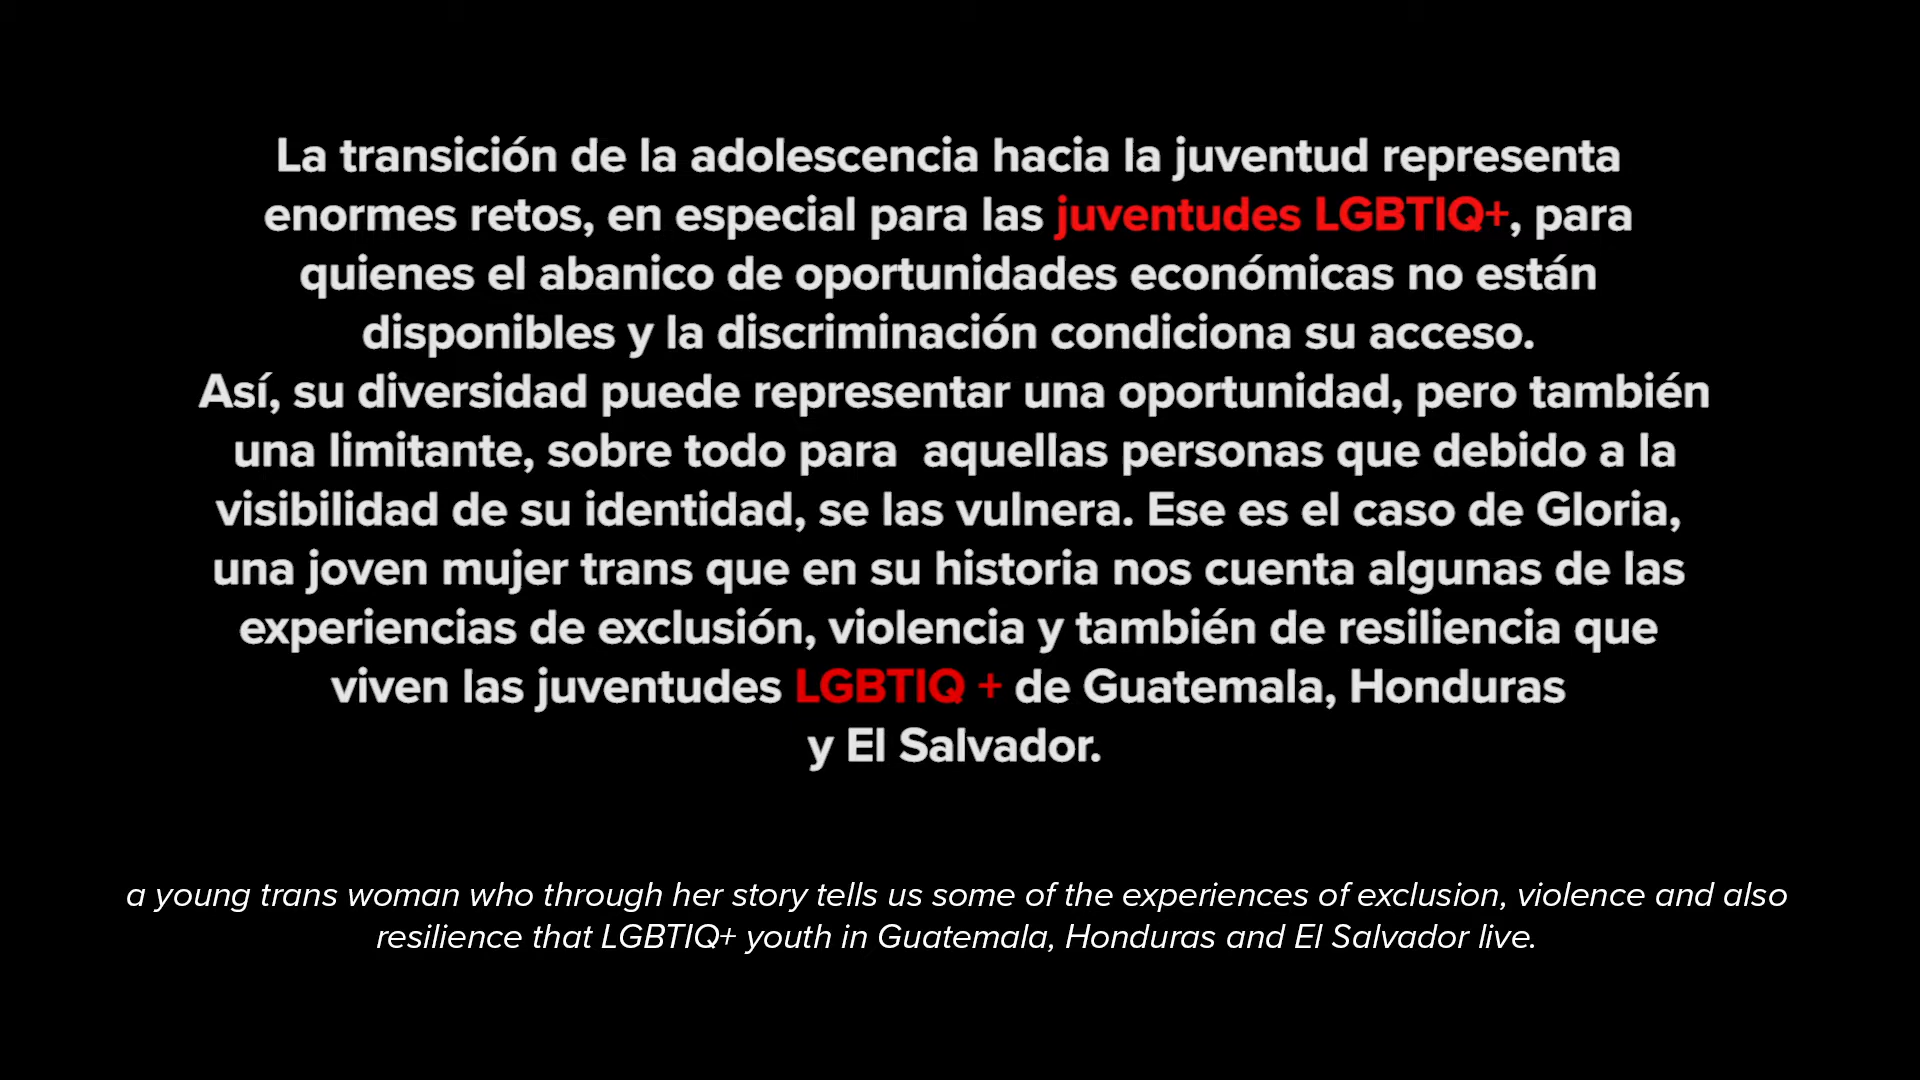 La transición de la adolescencia hacia la juventud representa
enormes retos, en especial para las juventudes LGBTIQ+, para
quienes el abanico de oportunidades económicas no están
disponibles y la discriminación condiciona su acceso.
Así, su diversidad puede representar una oportunidad, pero también
una limitante, sobre todo para  aquellas personas que debido a la
visibilidad de su identidad, se las vulnera. Ese es el caso de Gloria,
una joven mujer trans que en su historia nos cuenta algunas de las
experiencias de exclusión, violencia y también de resiliencia que
viven las juventudes LGBTIQ + de Guatemala, Honduras
y El Salvador.
a young trans woman who through her story tells us some of the experiences of exclusion, violence and also
resilience that LGBTIQ+ youth in Guatemala, Honduras and El Salvador live.